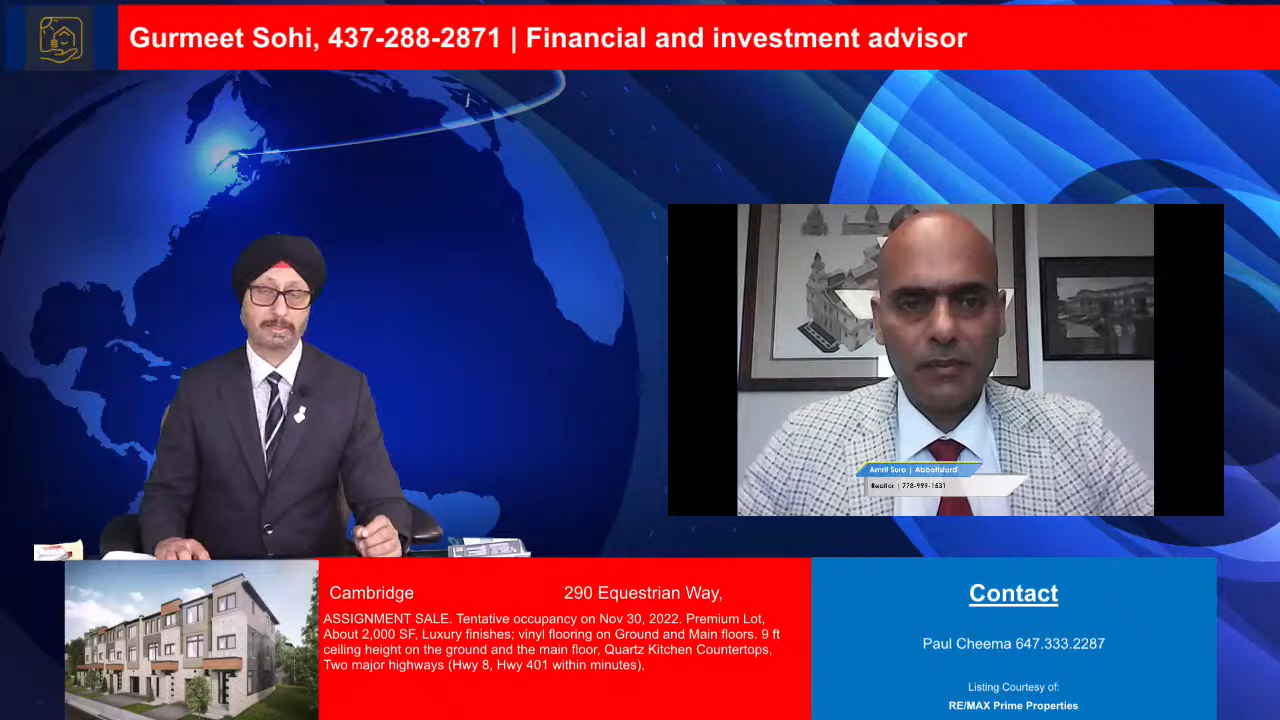 Gurmeet Sohi, 437-288-2871 | Financial and investment advisor
Amrit Sura | Abbotsford
Realtor | 778-999-1531
Cambridge 290 Equestrian Way,
ASSIGNMENT SALE. Tentative occupancy on Nov 30, 2022. Premium Lot,
About 2,000 SF, Luxury finishes; vinyl flooring on Ground and Main floors. 9 ft
ceiling height on the ground and the main floor, Quartz Kitchen Countertops,
Two major highways (Hwy 8, Hwy 401 within minutes),
Contact
Paul Cheema 647.333.2287
Listing Courtesy of:
RE/MAX Prime Properties